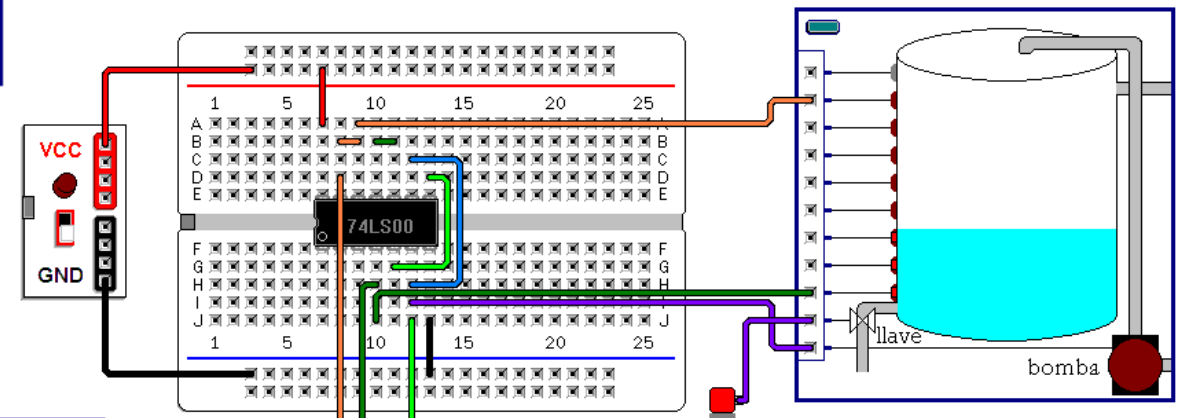 1 5 10 15 20 25
A A
B B
C C
D D
E E
VCC
74LS00
GND
F F
G G
H H
I I
J J
1 5 10 15 20 25
llave
bomba